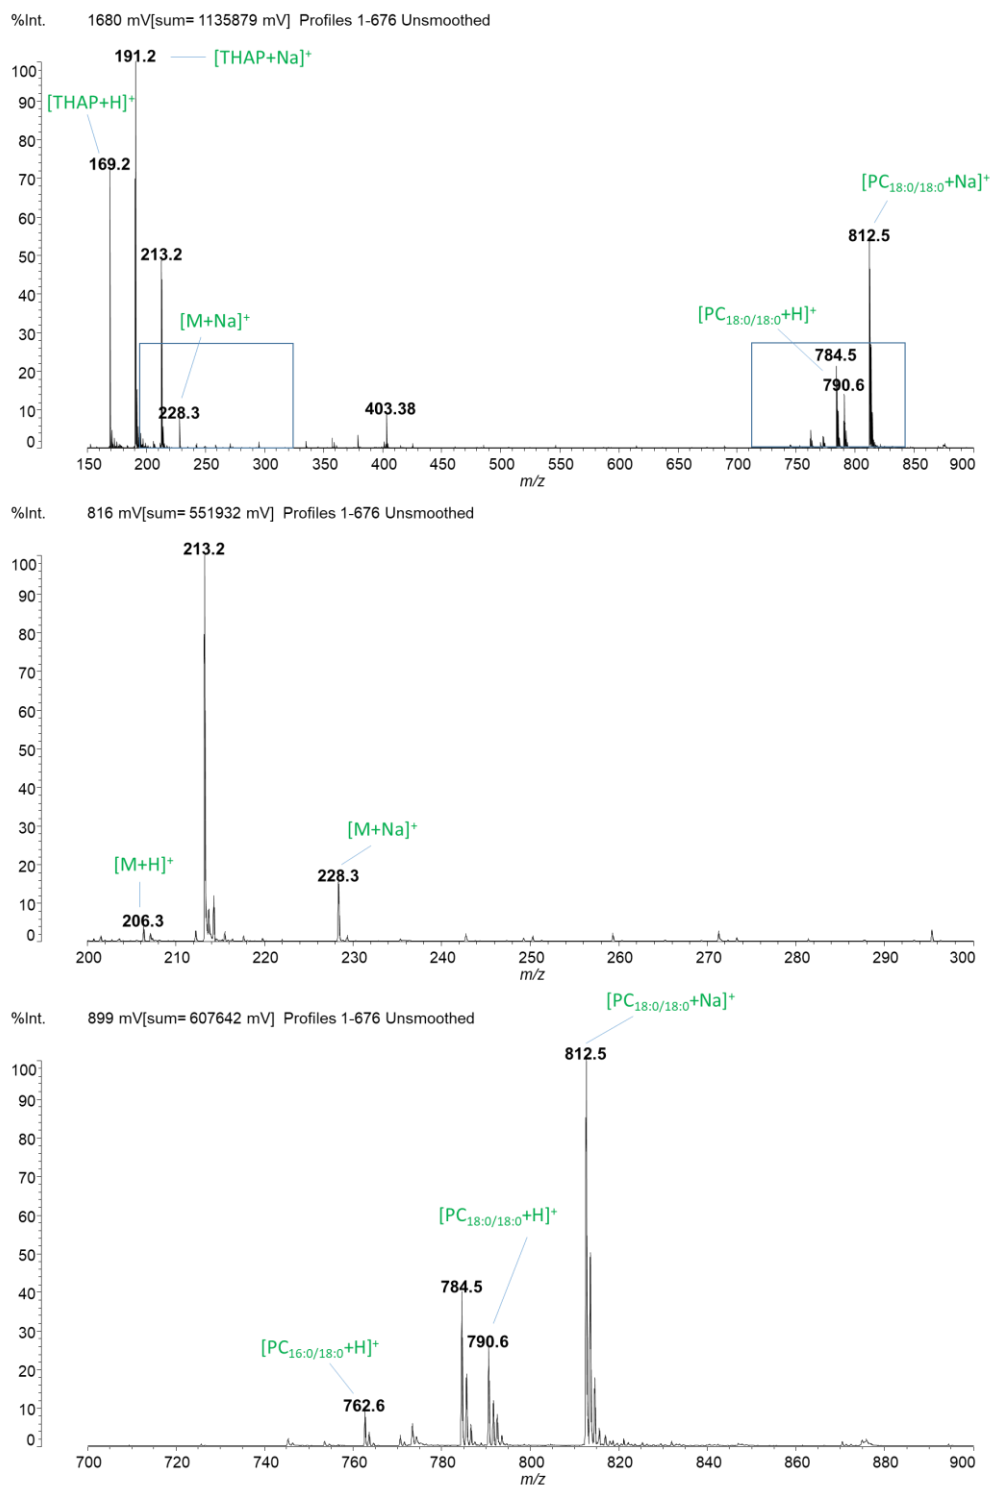 %Int. 1680 mV[sum= 1135879 mV] Profiles 1-676 Unsmoothed
191.2
[THAP+Na]⁺
100
[THAP+H]⁺
90
80
169.2
70
[PC₁₈:₀/₁₈:₀+Na]⁺
60
812.5
213.2
50
40
[M+Na]⁺
[PC₁₈:₀/₁₈:₀+H]⁺
30
784.5
20
790.6
228.3
403.38
10
0
150 200 250 300 350 400 450 500 550 600 650 700 750 800 850 900
m/z
%Int. 816 mV[sum= 551932 mV] Profiles 1-676 Unsmoothed
213.2
100
90
80
70
60
50
40
30
[M+Na]⁺
20
[M+H]⁺
228.3
10
206.3
0
200 210 220 230 240 250 260 270 280 290 300
m/z
[PC₁₈:₀/₁₈:₀+Na]⁺
%Int. 899 mV[sum= 607642 mV] Profiles 1-676 Unsmoothed
812.5
100
90
80
70
60
[PC₁₈:₀/₁₈:₀+H]⁺
50
40
784.5
30
790.6
[PC₁₆:₀/₁₈:₀+H]⁺
20
762.6
10
0
700 720 740 760 780 800 820 840 860 880 900
m/z